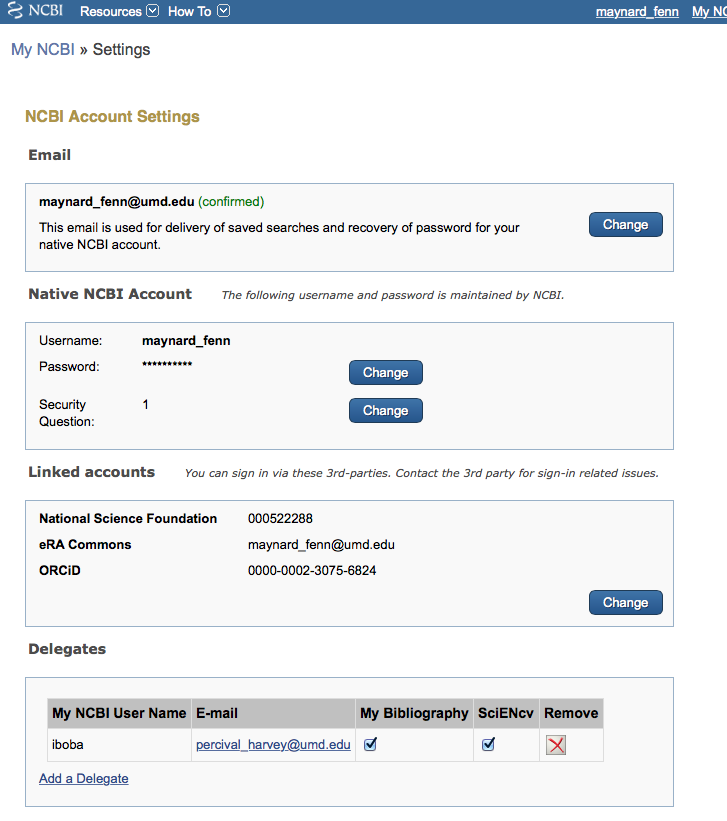 NCBI Resources How To maynard_fenn My NC
My NCBI » Settings
NCBI Account Settings
Email
maynard_fenn@umd.edu (confirmed)
This email is used for delivery of saved searches and recovery of password for your
native NCBI account.
Change
Native NCBI Account The following username and password is maintained by NCBI.
Username: maynard_fenn
Password: **********
Change
Security
Question: 1
Change
Linked accounts You can sign in via these 3rd-parties. Contact the 3rd party for sign-in related issues.
National Science Foundation 000522288
eRA Commons maynard_fenn@umd.edu
ORCiD 0000-0002-3075-6824
Change
Delegates
My NCBI User Name E-mail My Bibliography SciENcv Remove
iboba percival_harvey@umd.edu
Add a Delegate